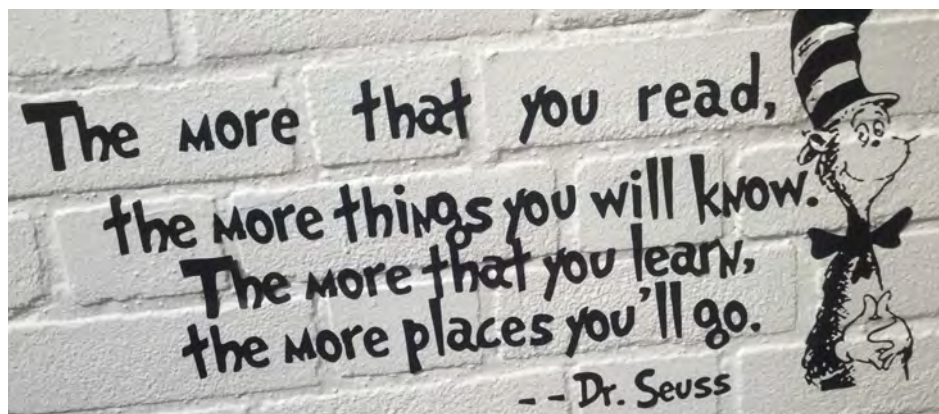 The more that you read,
the more things you will know.
The more that you learn,
the more places you'll go.
-- Dr. Seuss